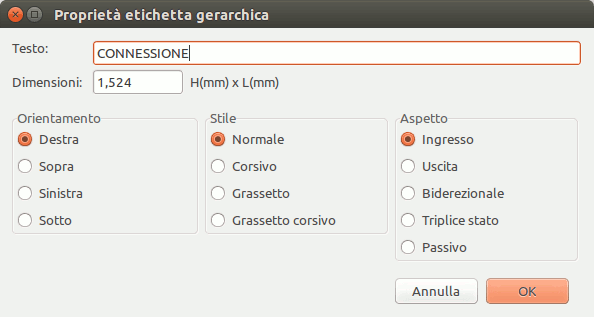 Proprietà etichetta gerarchica
Testo: CONNESSIONE
Dimensioni: 1,524 H(mm) x L(mm)
Orientamento Stile Aspetto
Destra Normale Ingresso
Sopra Corsivo Uscita
Sinistra Grassetto Biderezionale
Sotto Grassetto corsivo Triplice stato
Passivo
Annulla OK